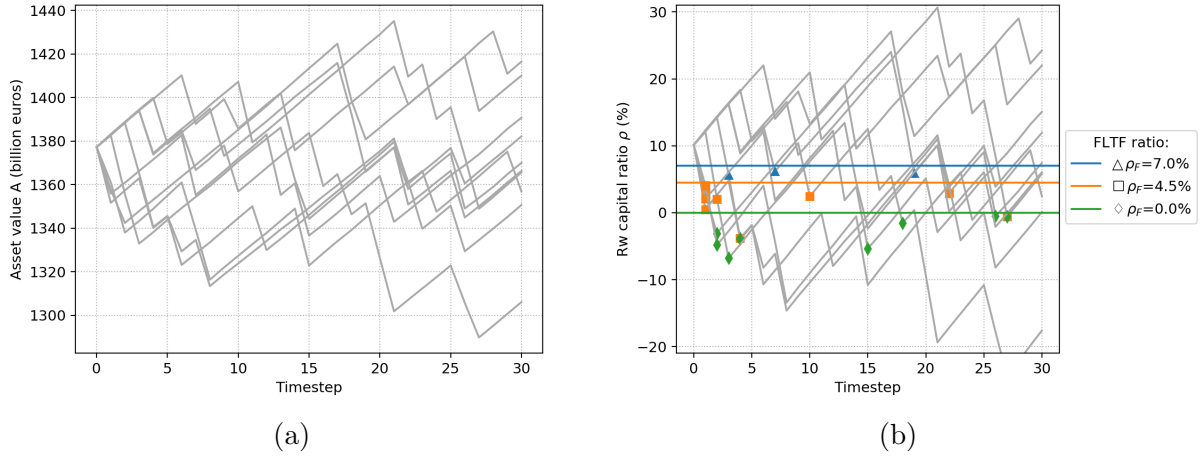 1440
1420
1400
1380
1360
1340
1320
1300
Asset value A (billion euros)
0 5 10 15 20 25 30
Timestep
(a)
30
20
10
0
−10
−20
Rw capital ratio ρ (%)
0 5 10 15 20 25 30
Timestep
(b)
FLTF ratio:
△ ρF=7.0%
□ ρF=4.5%
◊ ρF=0.0%